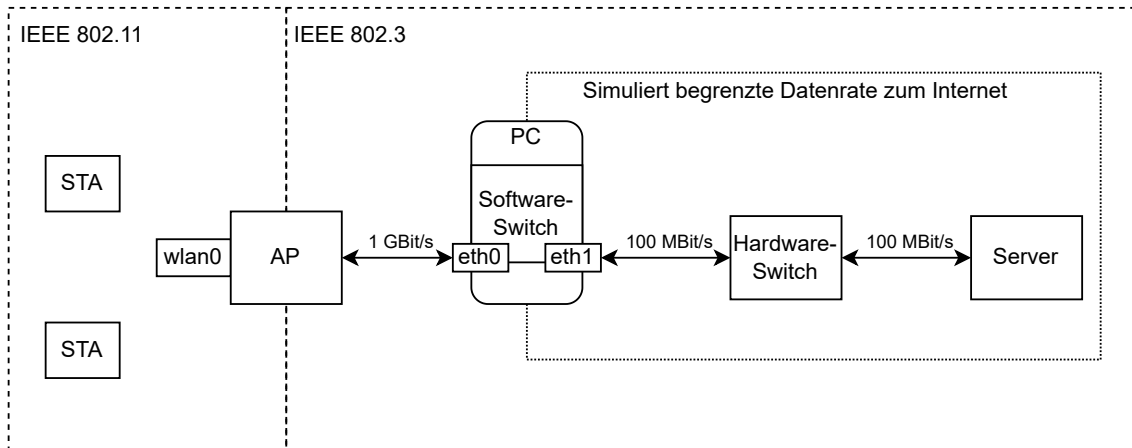 IEEE 802.11
IEEE 802.3
Simuliert begrenzte Datenrate zum Internet
PC
STA
Software-
Switch
wlan0
AP
1 GBit/s
eth0
eth1
100 MBit/s
Hardware-
Switch
100 MBit/s
Server
STA